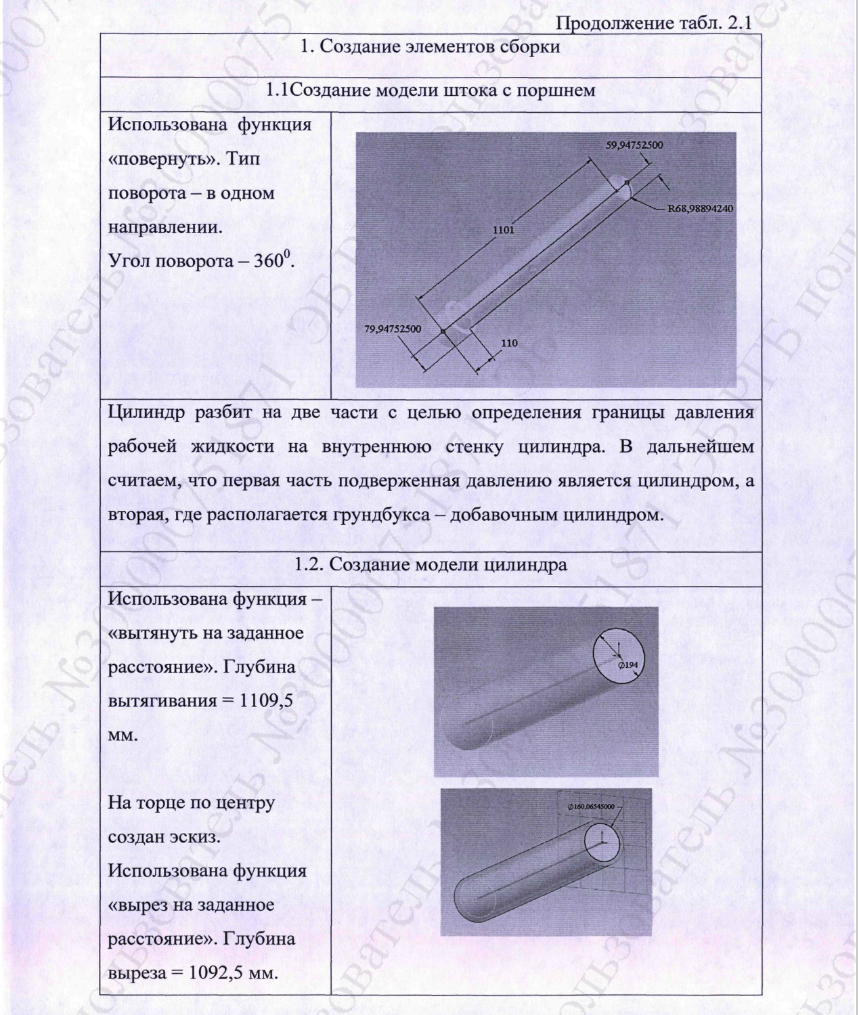 Продолжение табл. 2.1
1. Создание элементов сборки
1.1Создание модели штока с поршнем
Использована функция
«повернуть». Тип
поворота – в одном
направлении.
Угол поворота – 360⁰.
59,94752500
R68,98894240
1101
79,94752500
110
Цилиндр разбит на две части с целью определения границы давления
рабочей жидкости на внутреннюю стенку цилиндра. В дальнейшем
считаем, что первая часть подверженная давлению является цилиндром, а
вторая, где располагается грундбукса – добавочным цилиндром.
1.2. Создание модели цилиндра
Использована функция –
«вытянуть на заданное
расстояние». Глубина
вытягивания = 1109,5
мм.
∅194
На торце по центру
создан эскиз.
Использована функция
«вырез на заданное
расстояние». Глубина
выреза = 1092,5 мм.
∅160,06545000